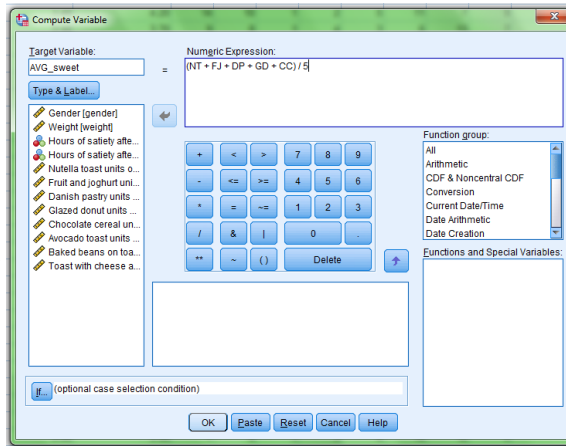 Compute Variable
Target Variable:
AVG_sweet
=
Numeric Expression:
(NT + FJ + DP + GD + CC) / 5
Type & Label...
Gender [gender]
Weight [weight]
Hours of satiety afte...
Hours of satiety afte...
Nutella toast units o...
Fruit and joghurt uni...
Danish pastry units ...
Glazed donut units ...
Chocolate cereal un...
Avocado toast units ...
Baked beans on toa...
Toast with cheese a...
+ < > 7 8 9
- <= >= 4 5 6
* = ~= 1 2 3
/ & | 0 .
** ~ ( ) Delete
Function group:
All
Arithmetic
CDF & Noncentral CDF
Conversion
Current Date/Time
Date Arithmetic
Date Creation
Functions and Special Variables:
If... (optional case selection condition)
OK Paste Reset Cancel Help